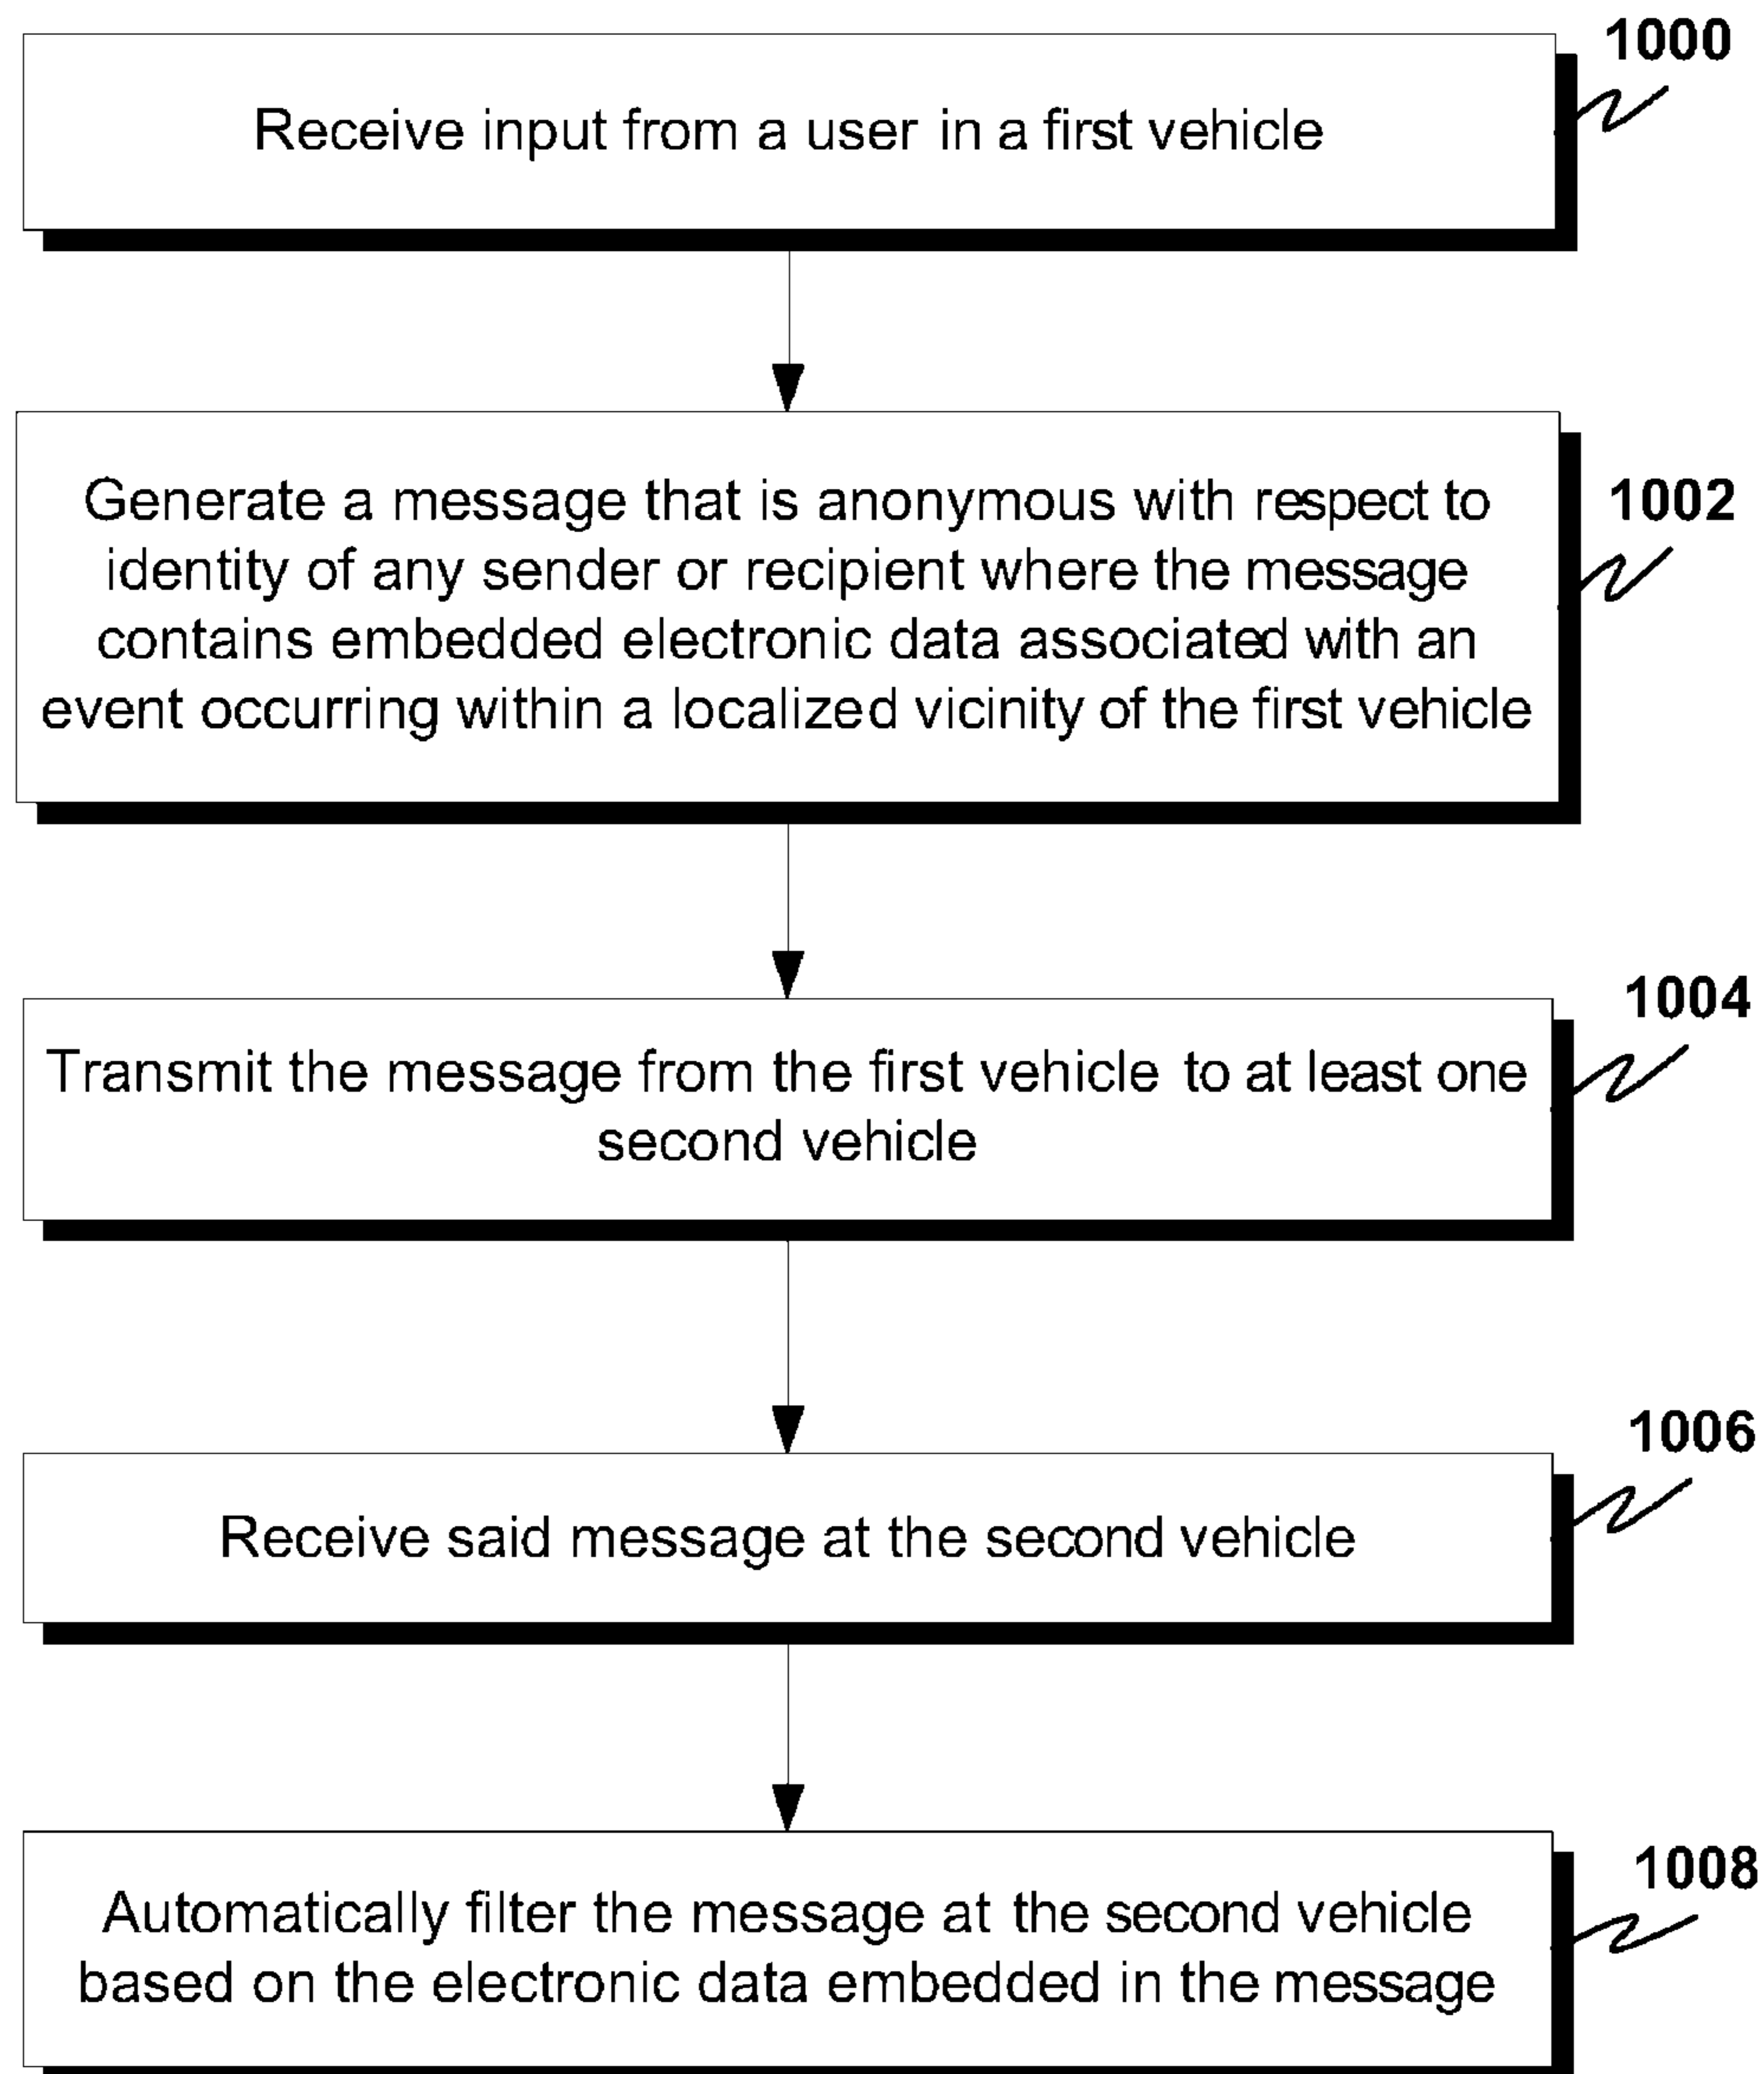 1000
Receive input from a user in a first vehicle
1002
Generate a message that is anonymous with respect to
identity of any sender or recipient where the message
contains embedded electronic data associated with an
event occurring within a localized vicinity of the first vehicle
1004
Transmit the message from the first vehicle to at least one
second vehicle
1006
Receive said message at the second vehicle
1008
Automatically filter the message at the second vehicle
based on the electronic data embedded in the message